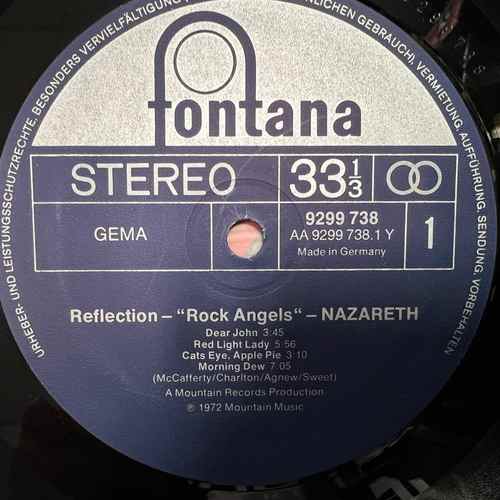 URHEBER- UND LEISTUNGSSCHUTZRECHTE, BESONDERS VERVIELFÄLTIGUNG
NLICHEN GEBRAUCH), VERMIETUNG, AUFFÜHRUNG, SENDUNG, VORBEHALTEN
fontana
STEREO 33 1/3
9299 738
GEMA AA 9299 738.1 Y 1
Made in Germany
Reflection – "Rock Angels" – NAZARETH
Dear John 3:45
Red Light Lady 5:56
Cats Eye, Apple Pie 3:10
Morning Dew 7:05
(McCafferty/Charlton/Agnew/Sweet)
A Mountain Records Production
℗ 1972 Mountain Music